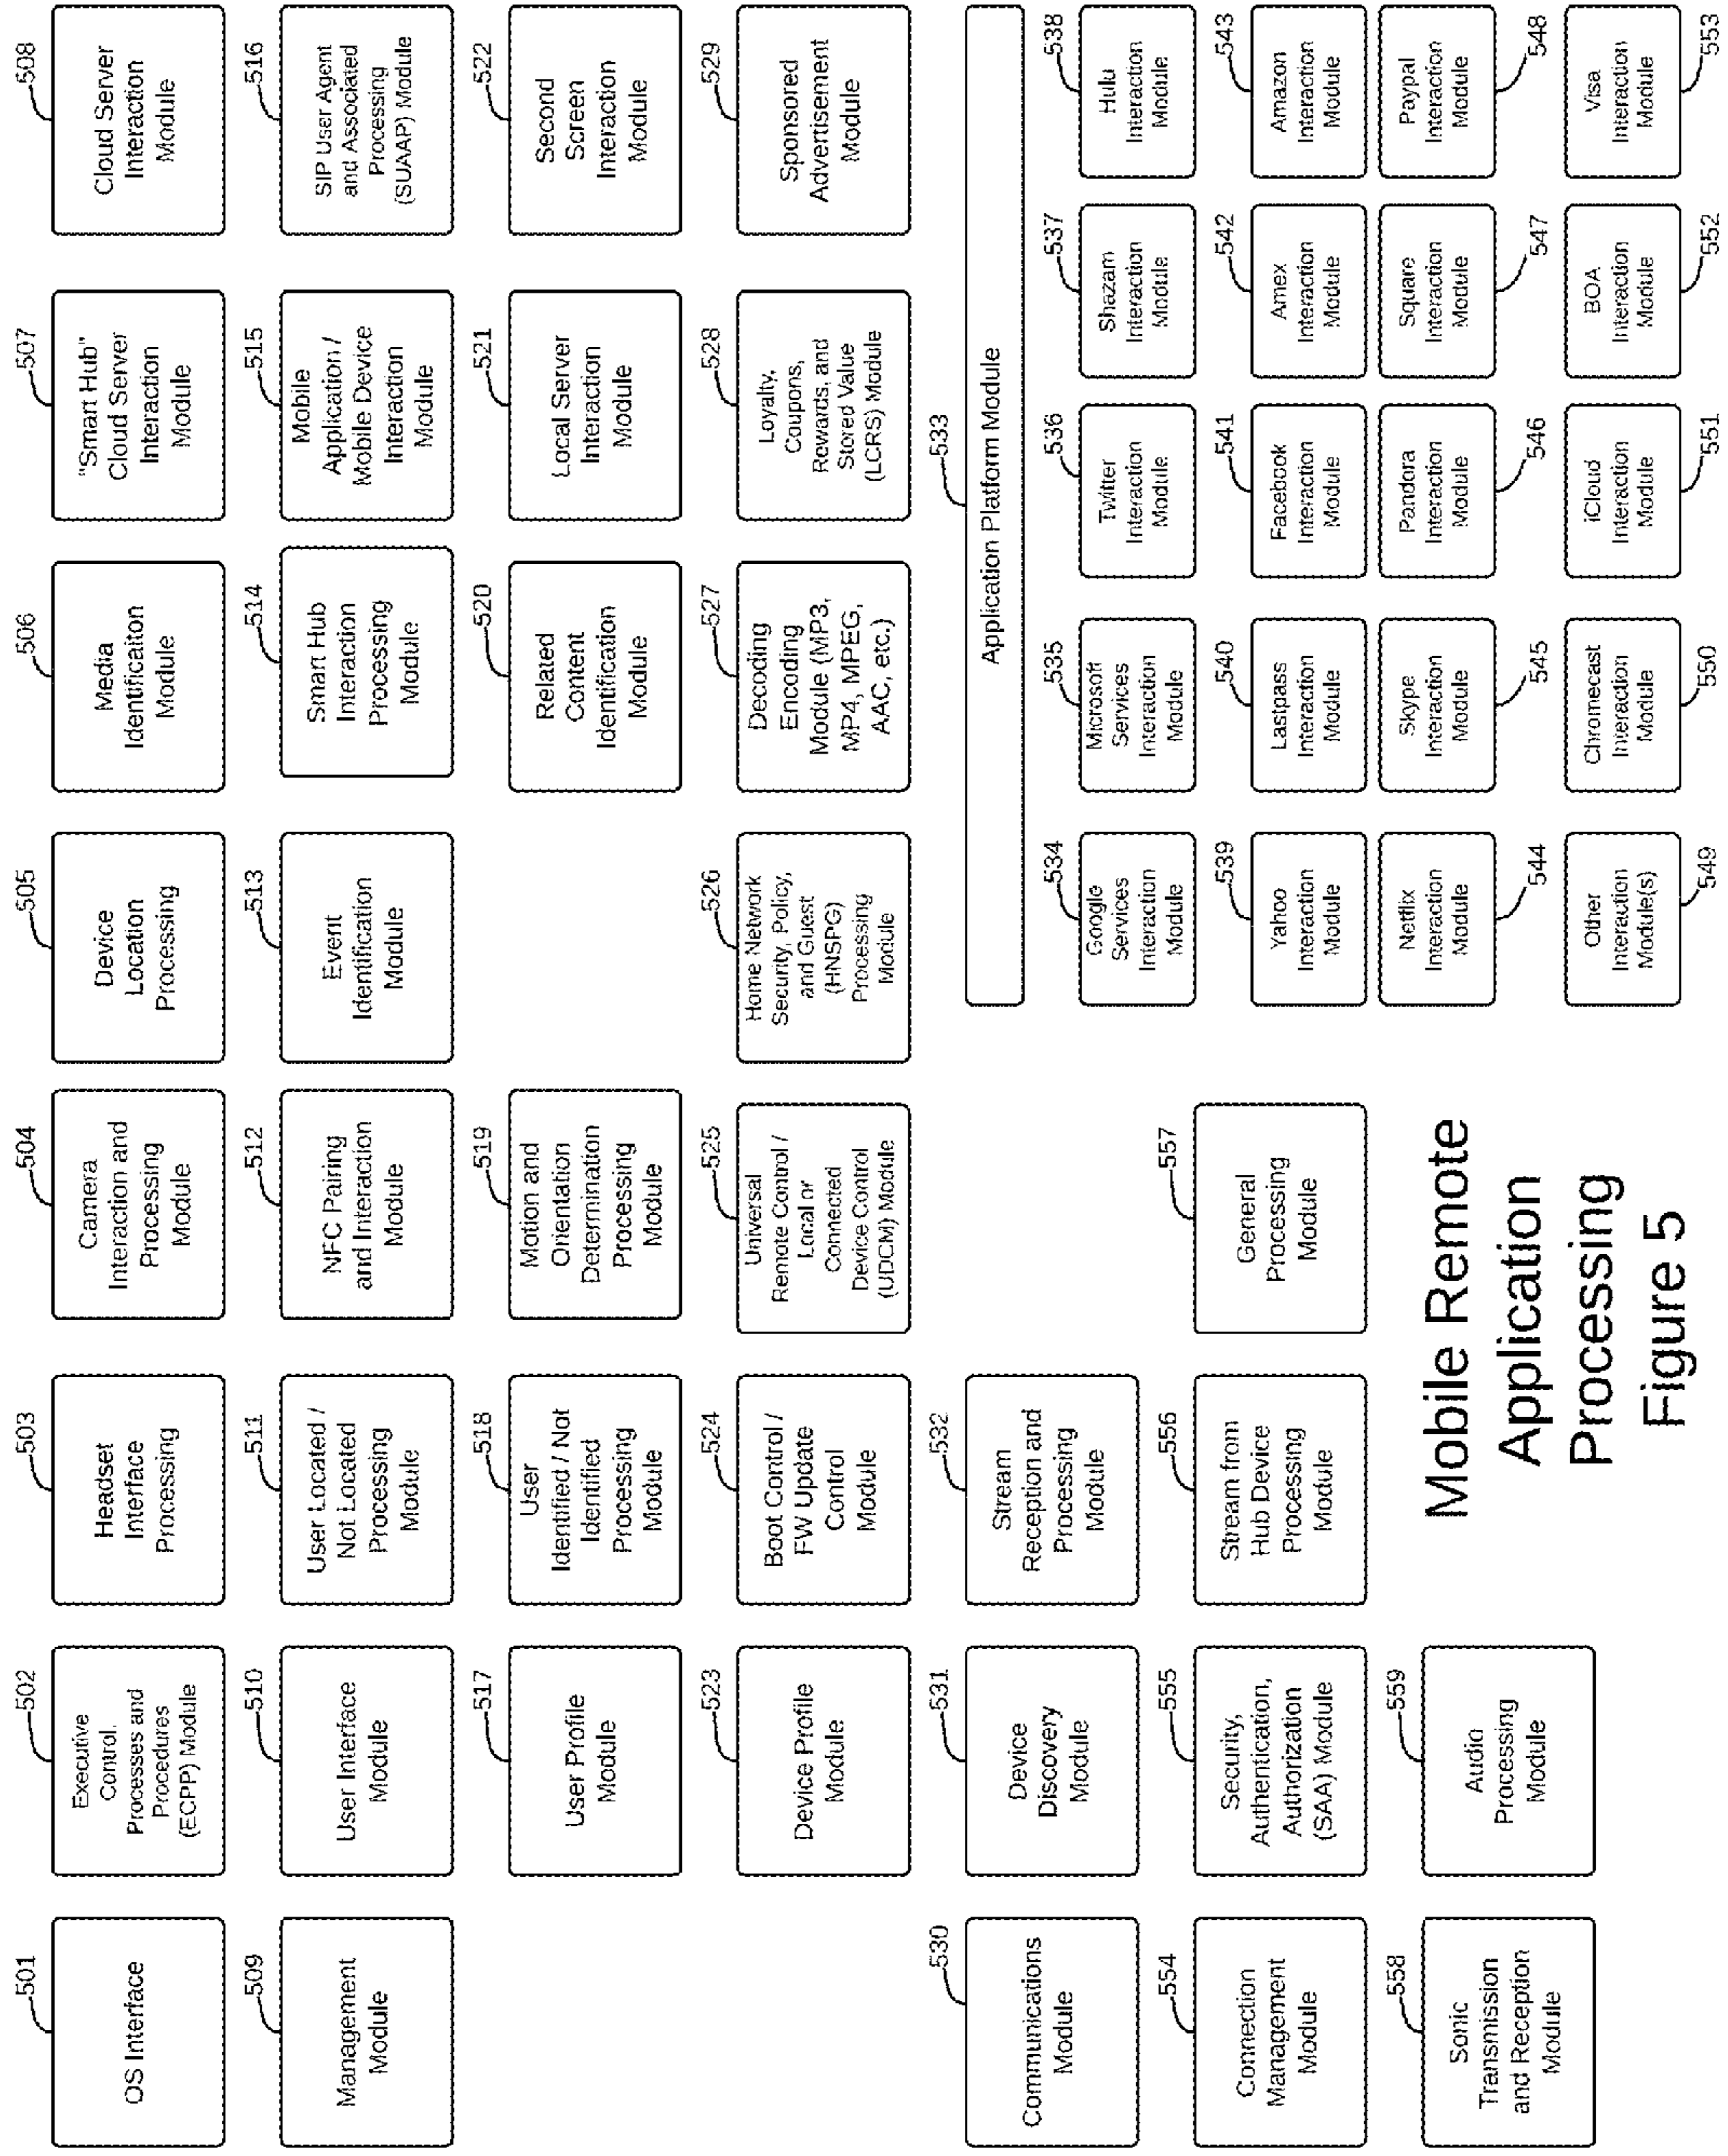 501
OS Interface
502
Executive
Control,
Processes and
Procedures
(ECPP) Module
503
Headset
Interface
Processing
504
Camera
Interaction and
Processing
Module
505
Device
Location
Processing
506
Media
Identificaiton
Module
507
"Smart Hub"
Cloud Server
Interaction
Module
508
Cloud Server
Interaction
Module
509
Management
Module
510
User Interface
Module
511
User Located /
Not Located
Processing
Module
512
NFC Pairing
and Interaction
Module
513
Event
Identification
Module
514
Smart Hub
Interaction
Processing
Module
515
Mobile
Application /
Mobile Device
Interaction
Module
516
SIP User Agent
and Associated
Processing
(SUAAP) Module
517
User Profile
Module
518
User
Identified / Not
Identified
Processing
Module
519
Motion and
Orientation
Determination
Processing
Module
520
Related
Content
Identification
Module
521
Local Server
Interaction
Module
522
Second
Screen
Interaction
Module
523
Device Profile
Module
524
Boot Control /
FW Update
Control
Module
525
Universal
Remote Control /
Local or
Connected
Device Control
(UDCM) Module
526
Home Network
Security, Policy,
and Guest
(HNSPG)
Processing
Module
527
Decoding
Encoding
Module (MP3,
MP4, MPEG,
AAC, etc.)
528
Loyalty,
Coupons,
Rewards, and
Stored Value
(LCRS) Module
529
Sponsored
Advertisement
Module
530
Communications
Module
531
Device
Discovery
Module
532
Stream
Reception and
Processing
Module
533
Application Platform Module
534
Google
Services
Interaction
Module
535
Microsoft
Services
Interaction
Module
536
Twitter
Interaction
Module
537
Shazam
Interaction
Module
538
Hulu
Interaction
Module
539
Yahoo
Interaction
Module
540
Lastpass
Interaction
Module
541
Facebook
Interaction
Module
542
Amex
Interaction
Module
543
Amazon
Interaction
Module
Netflix
Interaction
Module
544
Skype
Interaction
Module
545
Pandora
Interaction
Module
546
Square
Interaction
Module
547
Paypal
Interaction
Module
548
Other
Interaction
Module(s)
549
Chromecast
Interaction
Module
550
iCloud
Interaction
Module
551
BOA
Interaction
Module
552
Visa
Interaction
Module
553
554
Connection
Management
Module
555
Security,
Authentication,
Authorization
(SAA) Module
556
Stream from
Hub Device
Processing
Module
557
General
Processing
Module
558
Sonic
Transmission
and Reception
Module
559
Audio
Processing
Module
Mobile Remote
Application
Processing
Figure 5